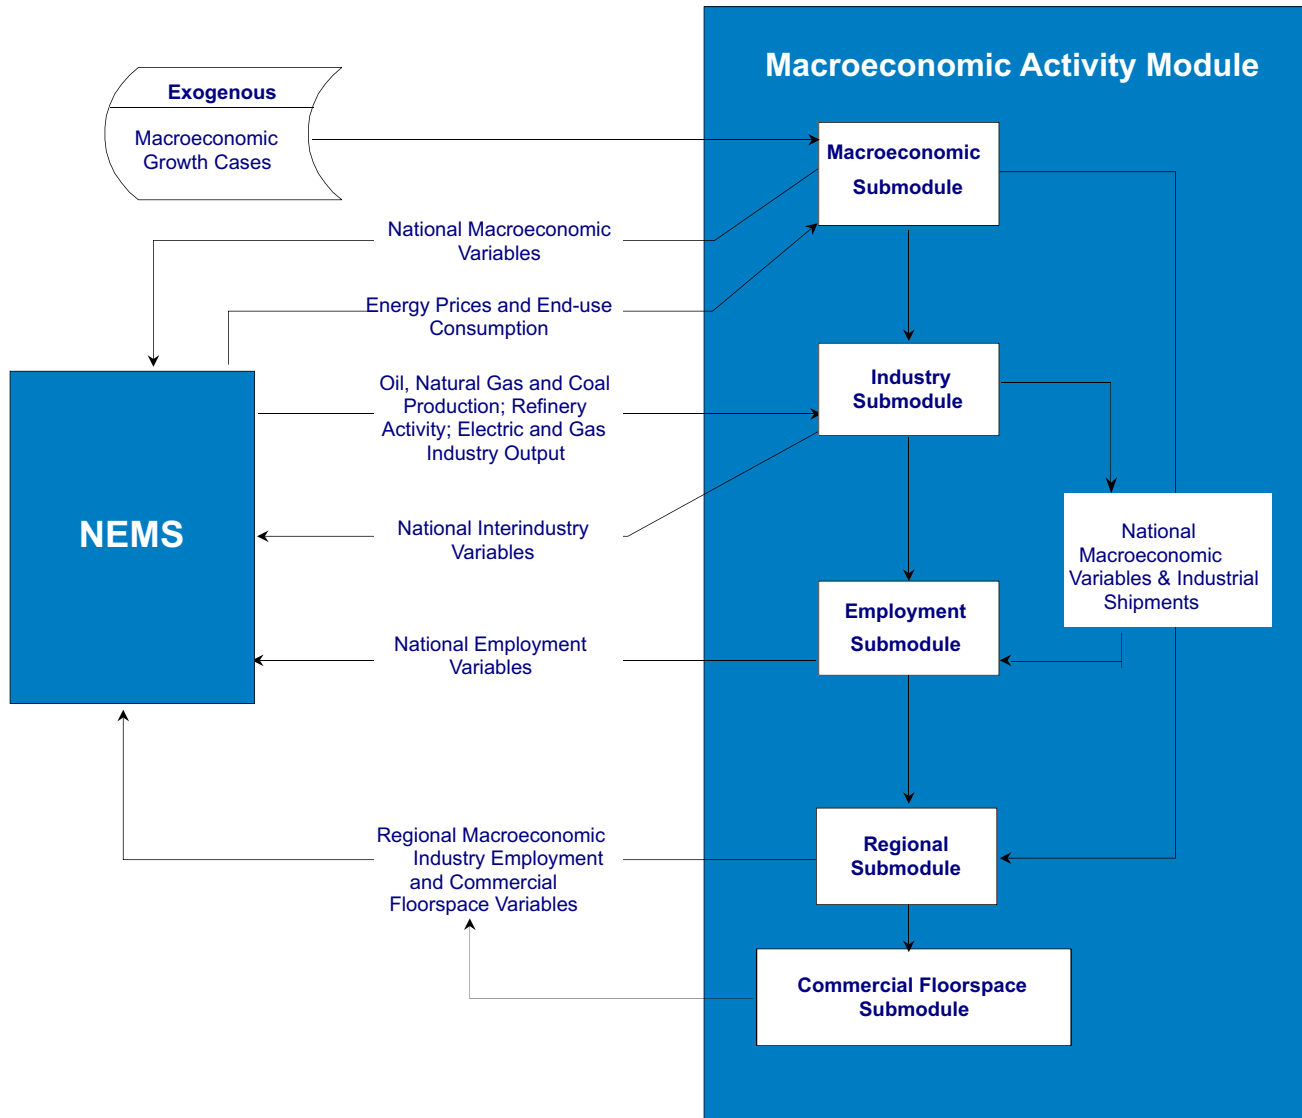 Macroeconomic Activity Module
Exogenous
Macroeconomic
Growth Cases
Macroeconomic
Submodule
National Macroeconomic
Variables
Energy Prices and End-use
Consumption
Industry
Submodule
Oil, Natural Gas and Coal
Production; Refinery
Activity; Electric and Gas
Industry Output
NEMS
National Interindustry
Variables
National
Macroeconomic
Variables & Industrial
Shipments
Employment
Submodule
National Employment
Variables
Regional Macroeconomic
Industry Employment
and Commercial
Floorspace Variables
Regional
Submodule
Commercial Floorspace
Submodule